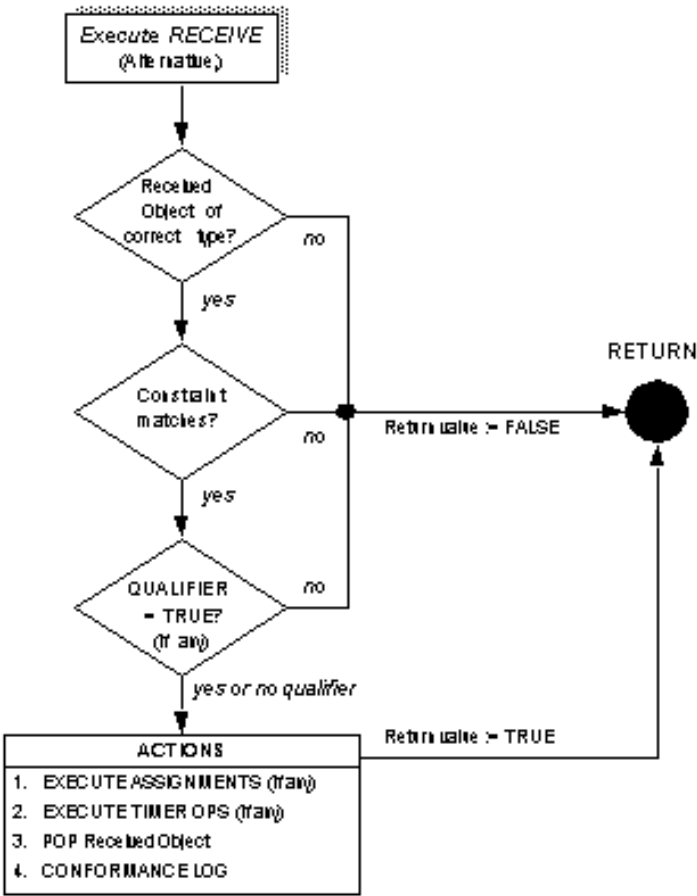 Execute RECEIVE
(Alternative)
Received
Object of
correct type?
no
yes
RETURN
Constraint
matches?
no
Return value := FALSE
yes
QUALIFIER
= TRUE?
(If any)
no
yes or no qualifier
Return value := TRUE
ACTIONS
1. EXECUTE ASSIGNMENTS (If any)
2. EXECUTE TIMER OPS (If any)
3. POP Received Object
4. CONFORMANCE LOG